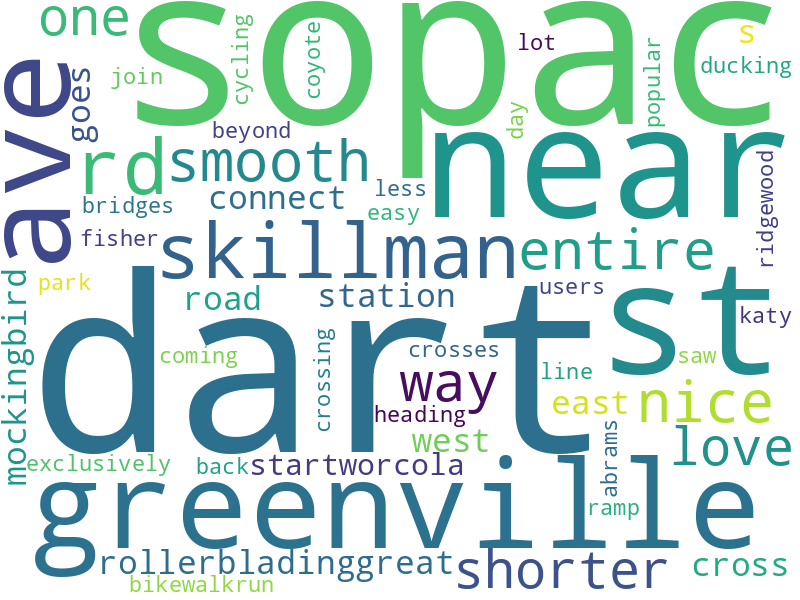 one
sopac
lot
s
ducking
join
cycling
coyote
popular
day
goes
ave
beyond
near
rd
smooth
connect
less
easy
ridgewood
bridges
fisher
skillman
entire
park
mockingbird
road
station
users
st
katy
dart
coming
crossing
crosses
line
saw
way
heading
east
nice
west
love
exclusively
back
startworcola
abrams
greenville
ramp
rollerbladinggreat
shorter
cross
bikewalkrun